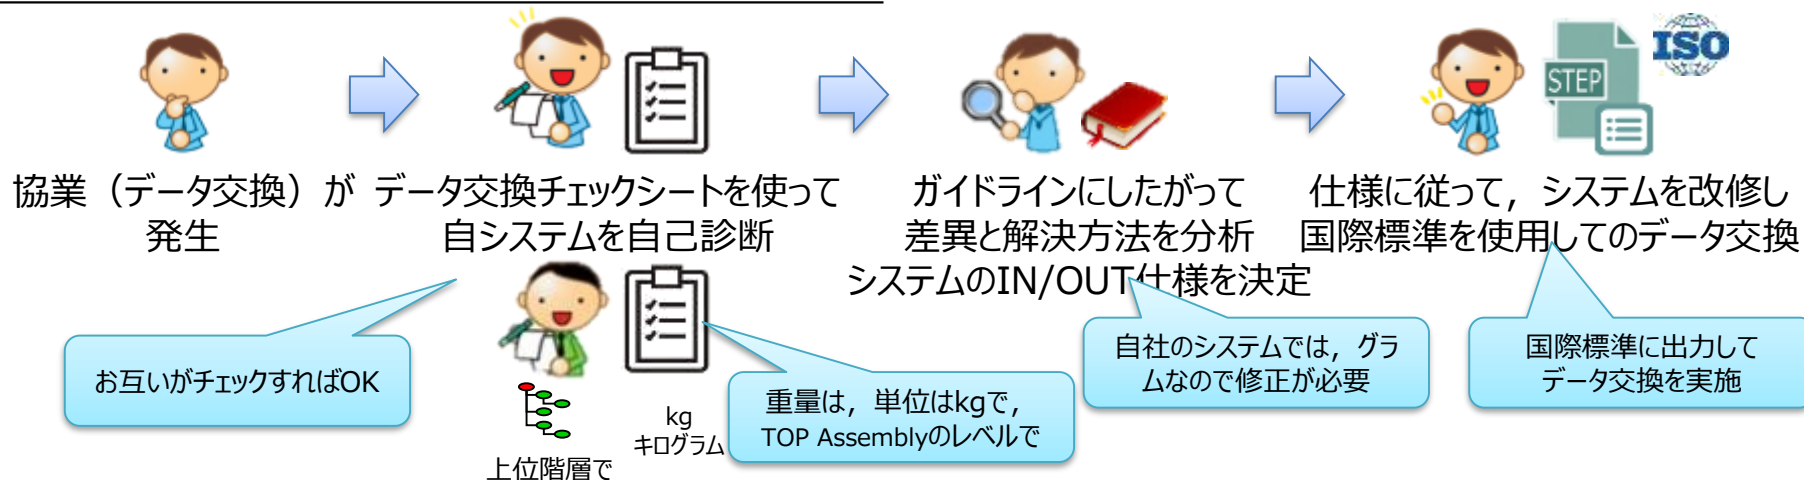 協業（データ交換）が
発生
データ交換チェックシートを使って
自システムを自己診断
ガイドラインにしたがって
差異と解決方法を分析
システムのIN/OUT仕様を決定
仕様に従って，システムを改修し
国際標準を使用してのデータ交換
STEP
ISO
お互いがチェックすればOK
上位階層で
kg
キログラム
重量は，単位はkgで，
TOP Assemblyのレベルで
自社のシステムでは，グラ
ムなので修正が必要
国際標準に出力して
データ交換を実施